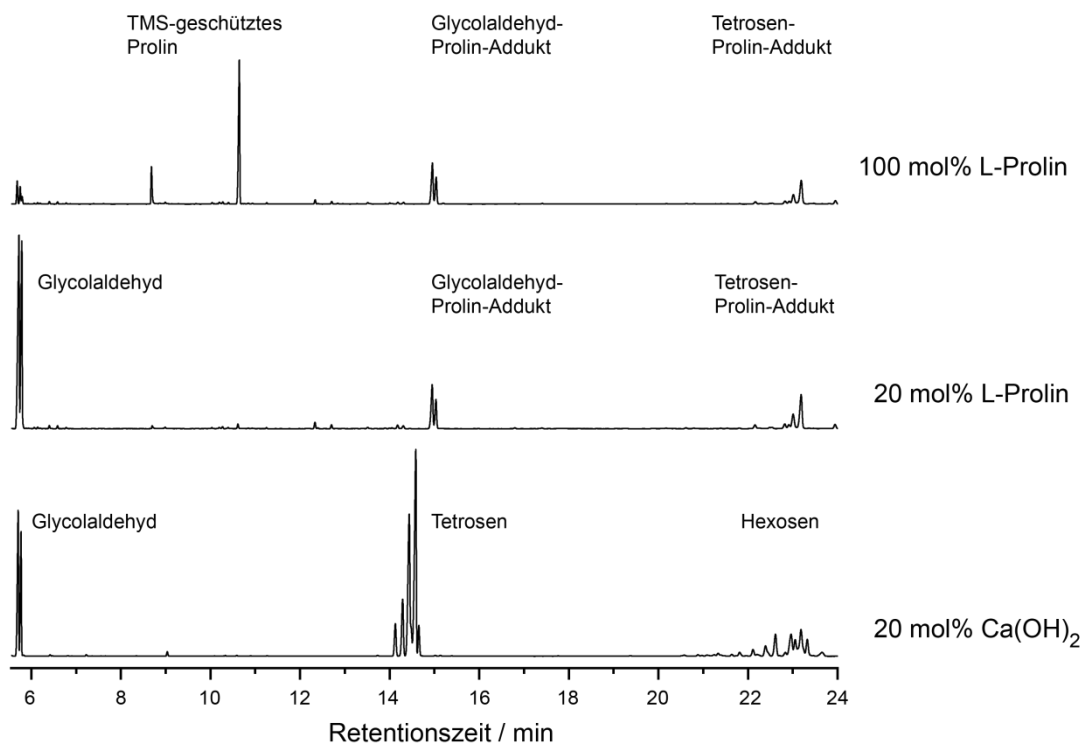 TMS-geschütztes
Prolin
Glycolaldehyd-
Prolin-Addukt
Tetrosen-
Prolin-Addukt
100 mol% L-Prolin
Glycolaldehyd
Glycolaldehyd-
Prolin-Addukt
Tetrosen-
Prolin-Addukt
20 mol% L-Prolin
Glycolaldehyd
Tetrosen
Hexosen
20 mol% Ca(OH)2
6 8 10 12 14 16 18 20 22 24
Retentionszeit / min